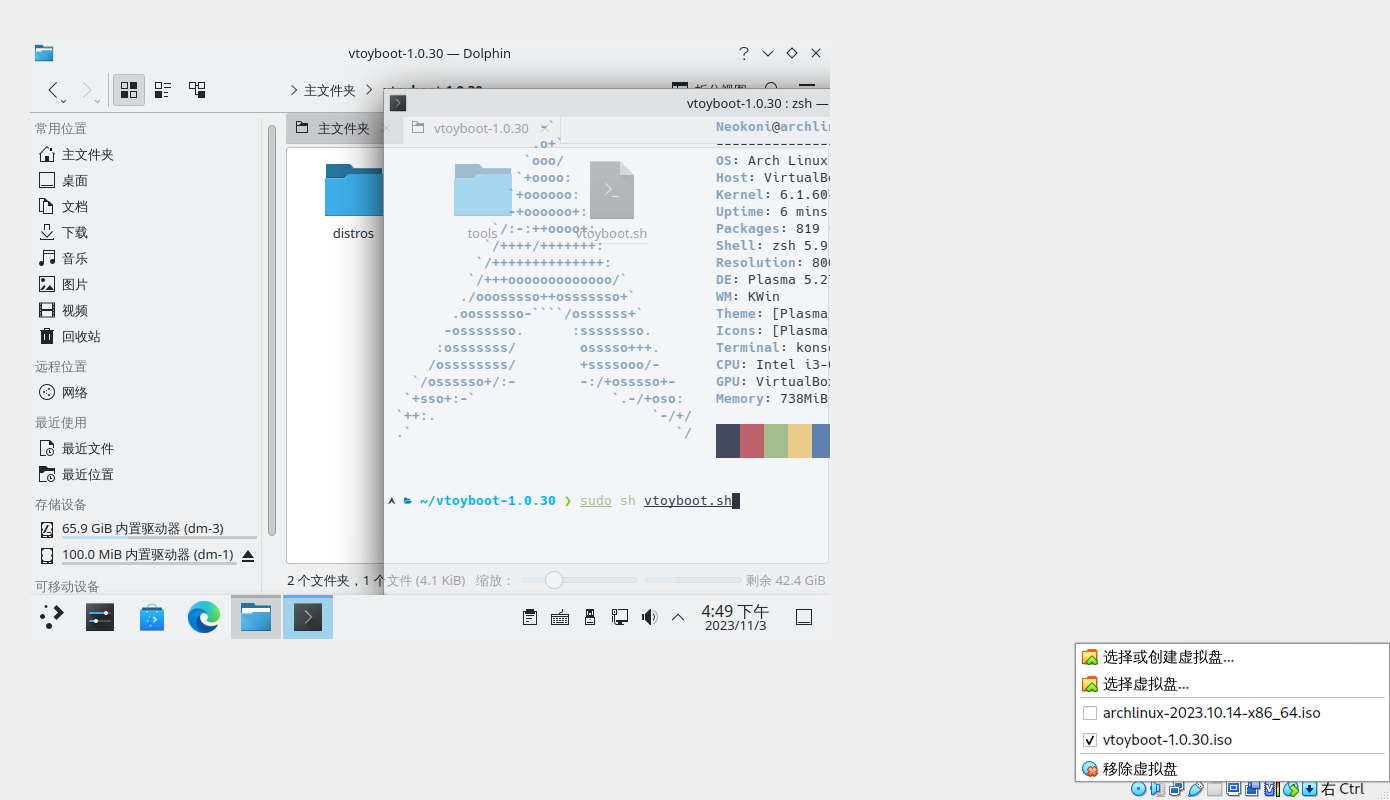 vtoyboot-1.0.30 — Dolphin
主文件夹
vtoyboot-1.0.30 : zsh —
常用位置
主文件夹
桌面
文档
下载
音乐
图片
视频
回收站
远程位置
网络
最近使用
最近文件
最近位置
存储设备
65.9 GiB 内置驱动器 (dm-3)
100.0 MiB 内置驱动器 (dm-1)
可移动设备
主文件夹
vtoyboot-1.0.30
distros
tools
vtoyboot.sh
Neokoni@archlin
OS: Arch Linux
Host: VirtualBo
Kernel: 6.1.60-
Uptime: 6 mins
Packages: 819
Shell: zsh 5.9
Resolution: 800
DE: Plasma 5.27
WM: KWin
Theme: [Plasma
Icons: [Plasma
Terminal: konso
CPU: Intel i3-
GPU: VirtualBox
Memory: 738MiB
~/vtoyboot-1.0.30 ❯ sudo sh vtoyboot.sh
2 个文件夹，1 个文件 (4.1 KiB)
缩放：
剩余 42.4 GiB
4:49 下午
2023/11/3
选择或创建虚拟盘...
选择虚拟盘...
archlinux-2023.10.14-x86_64.iso
vtoyboot-1.0.30.iso
移除虚拟盘
右 Ctrl